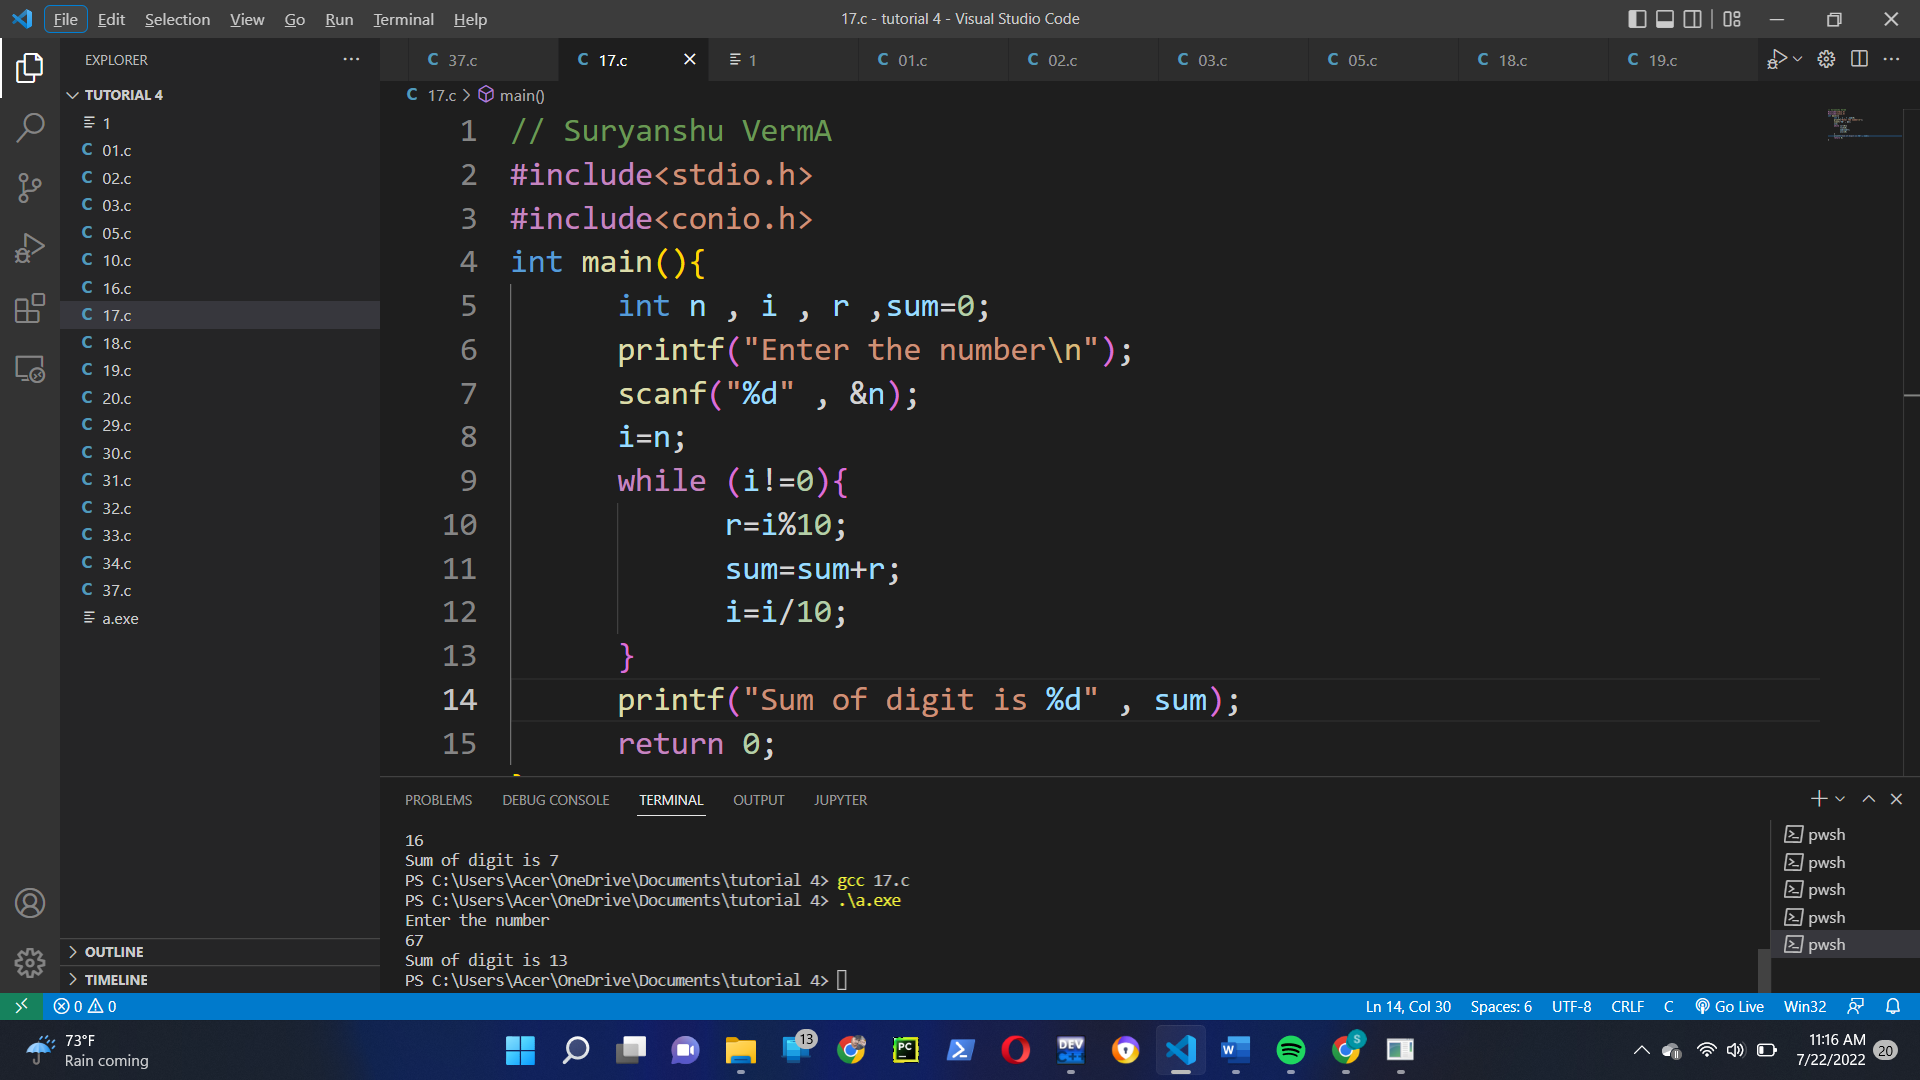 File Edit Selection View Go Run Terminal Help
17.c - tutorial 4 - Visual Studio Code
EXPLORER
C 37.c
C 17.c
1
C 01.c
C 02.c
C 03.c
C 05.c
C 18.c
C 19.c
C 17.c > main()
TUTORIAL 4
1
C 01.c
C 02.c
C 03.c
C 05.c
C 10.c
C 16.c
C 17.c
C 18.c
C 19.c
C 20.c
C 29.c
C 30.c
C 31.c
C 32.c
C 33.c
C 34.c
C 37.c
a.exe
OUTLINE
TIMELINE
1 // Suryanshu VermA
2 #include<stdio.h>
3 #include<conio.h>
4 int main(){
5 int n , i , r ,sum=0;
6 printf("Enter the number\n");
7 scanf("%d" , &n);
8 i=n;
9 while (i!=0){
10 r=i%10;
11 sum=sum+r;
12 i=i/10;
13 }
14 printf("Sum of digit is %d" , sum);
15 return 0;
PROBLEMS DEBUG CONSOLE TERMINAL OUTPUT JUPYTER
16
Sum of digit is 7
PS C:\Users\Acer\OneDrive\Documents\tutorial 4> gcc 17.c
PS C:\Users\Acer\OneDrive\Documents\tutorial 4> .\a.exe
Enter the number
67
Sum of digit is 13
PS C:\Users\Acer\OneDrive\Documents\tutorial 4>
pwsh
pwsh
pwsh
pwsh
pwsh
0 0
Ln 14, Col 30 Spaces: 6 UTF-8 CRLF C Go Live Win32
73°F
Rain coming
13
PC
DEV
C++
W
S
11:16 AM
7/22/2022
20